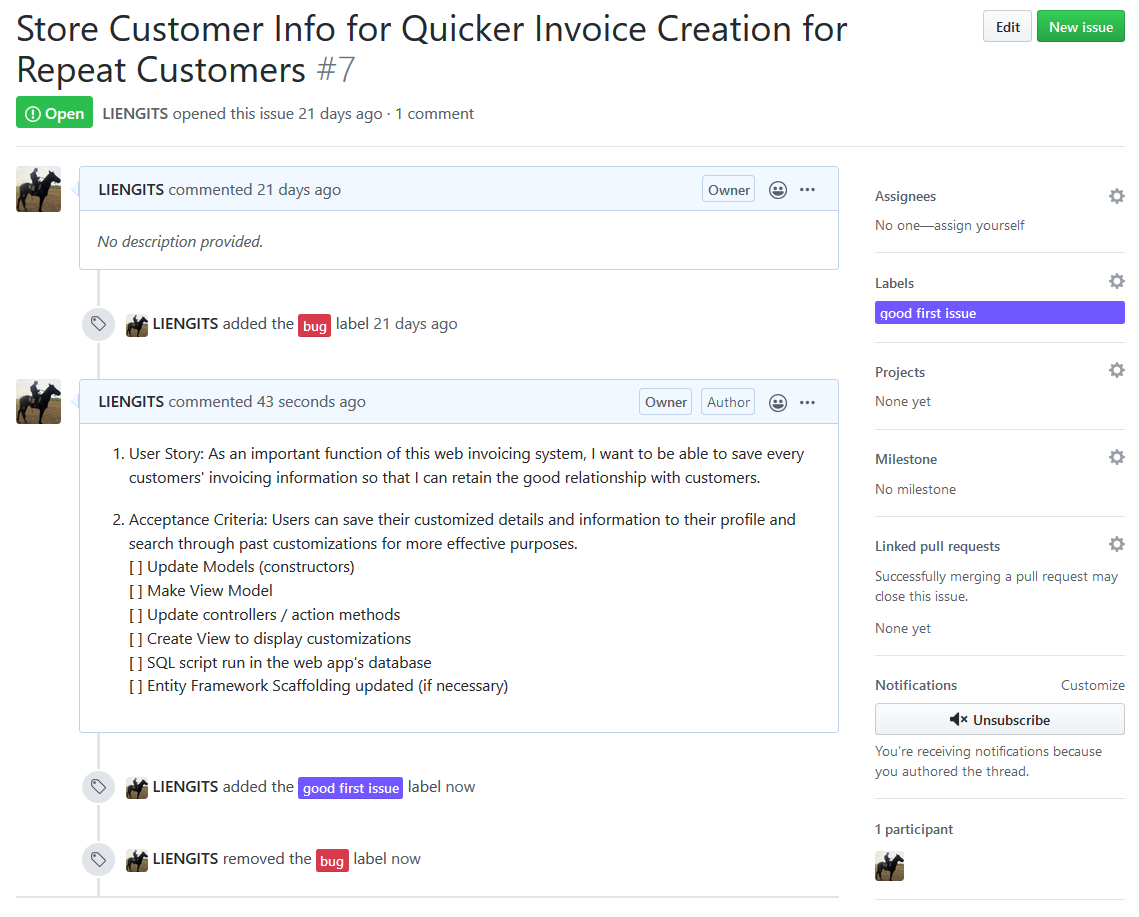 Store Customer Info for Quicker Invoice Creation for
Repeat Customers #7
Edit
New issue
Open
LIENGITS opened this issue 21 days ago · 1 comment
LIENGITS commented 21 days ago
Owner
No description provided.
LIENGITS added the bug label 21 days ago
LIENGITS commented 43 seconds ago
Owner
Author
1. User Story: As an important function of this web invoicing system, I want to be able to save every
customers' invoicing information so that I can retain the good relationship with customers.
2. Acceptance Criteria: Users can save their customized details and information to their profile and
search through past customizations for more effective purposes.
[ ] Update Models (constructors)
[ ] Make View Model
[ ] Update controllers / action methods
[ ] Create View to display customizations
[ ] SQL script run in the web app's database
[ ] Entity Framework Scaffolding updated (if necessary)
LIENGITS added the good first issue label now
LIENGITS removed the bug label now
Assignees
No one—assign yourself
Labels
good first issue
Projects
None yet
Milestone
No milestone
Linked pull requests
Successfully merging a pull request may
close this issue.
None yet
Notifications
Customize
Unsubscribe
You're receiving notifications because
you authored the thread.
1 participant